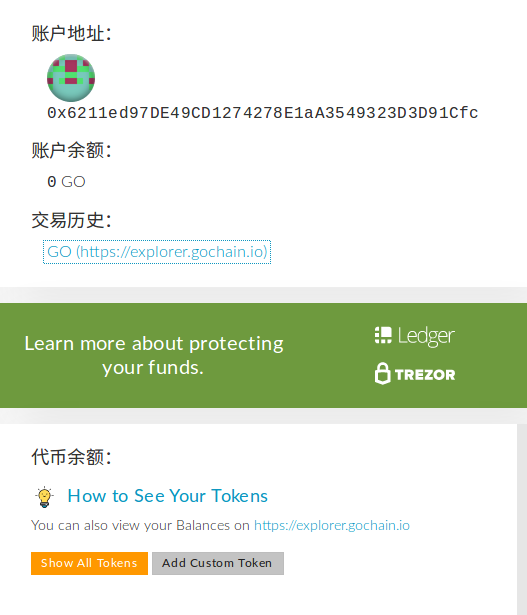 账户地址：
0x6211ed97DE49CD1274278E1aA3549323D3D91Cfc
账户余额：
0 GO
交易历史：
GO (https://explorer.gochain.io)
Learn more about protecting
your funds.
Ledger
TREZOR
代币余额：
How to See Your Tokens
You can also view your Balances on https://explorer.gochain.io
Show All Tokens Add Custom Token